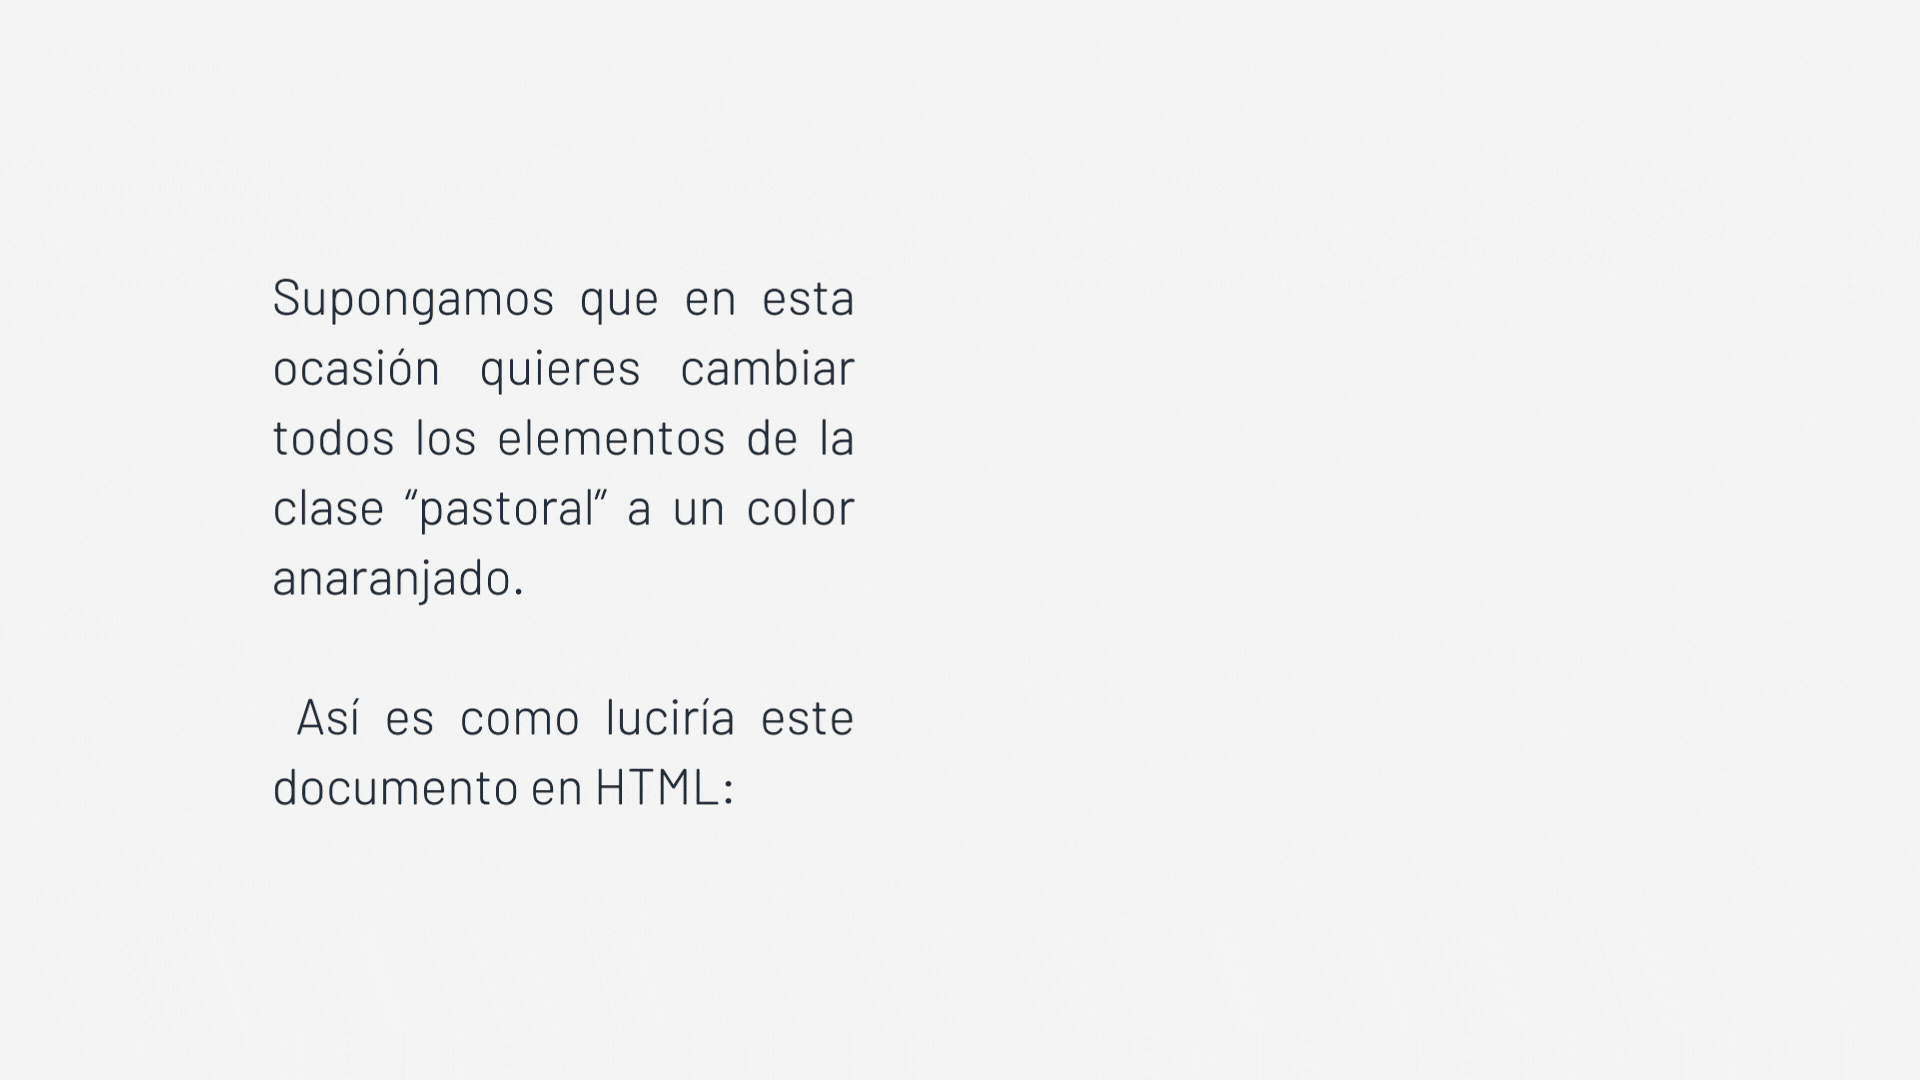 Supongamos que en esta
ocasión quieres cambiar
todos los elementos de la
clase “pastoral” a un color
anaranjado.
Así es como luciría este
documento en HTML: